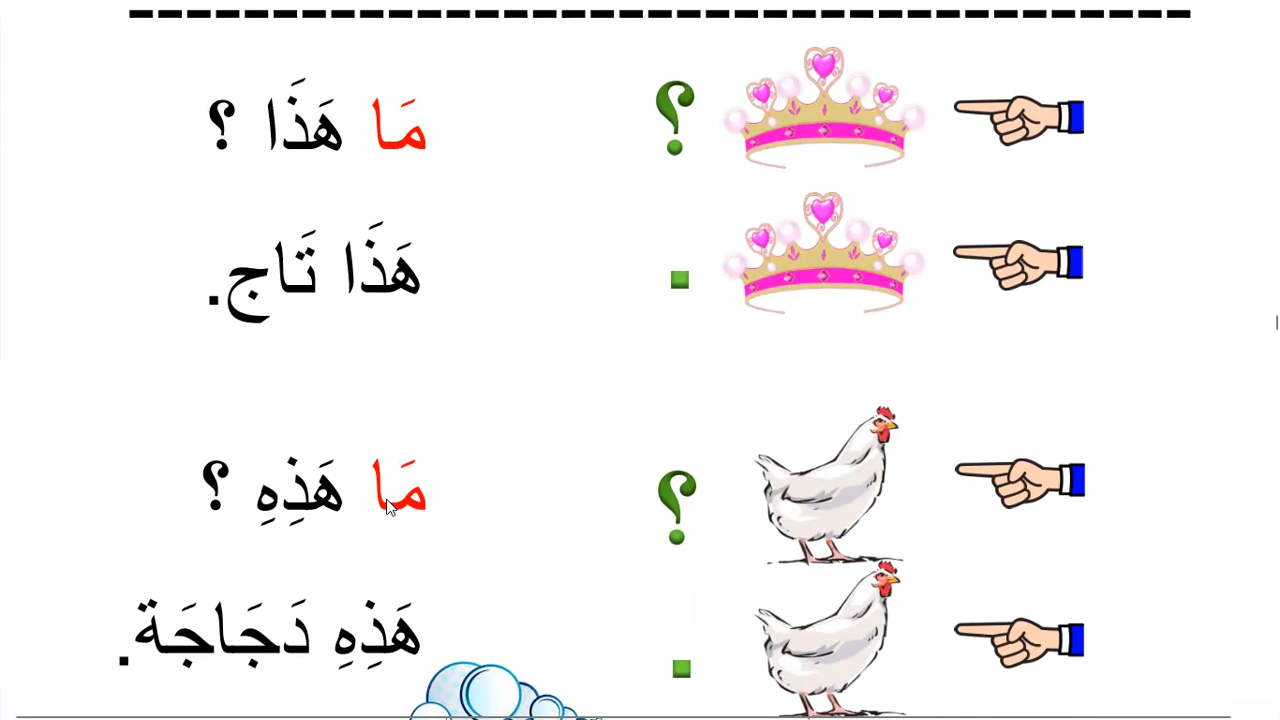 مَا هَذَا ؟
؟
هَذَا تَاج.
.
مَا هَذِهِ ؟
؟
هَذِهِ دَجَاجَة.
.